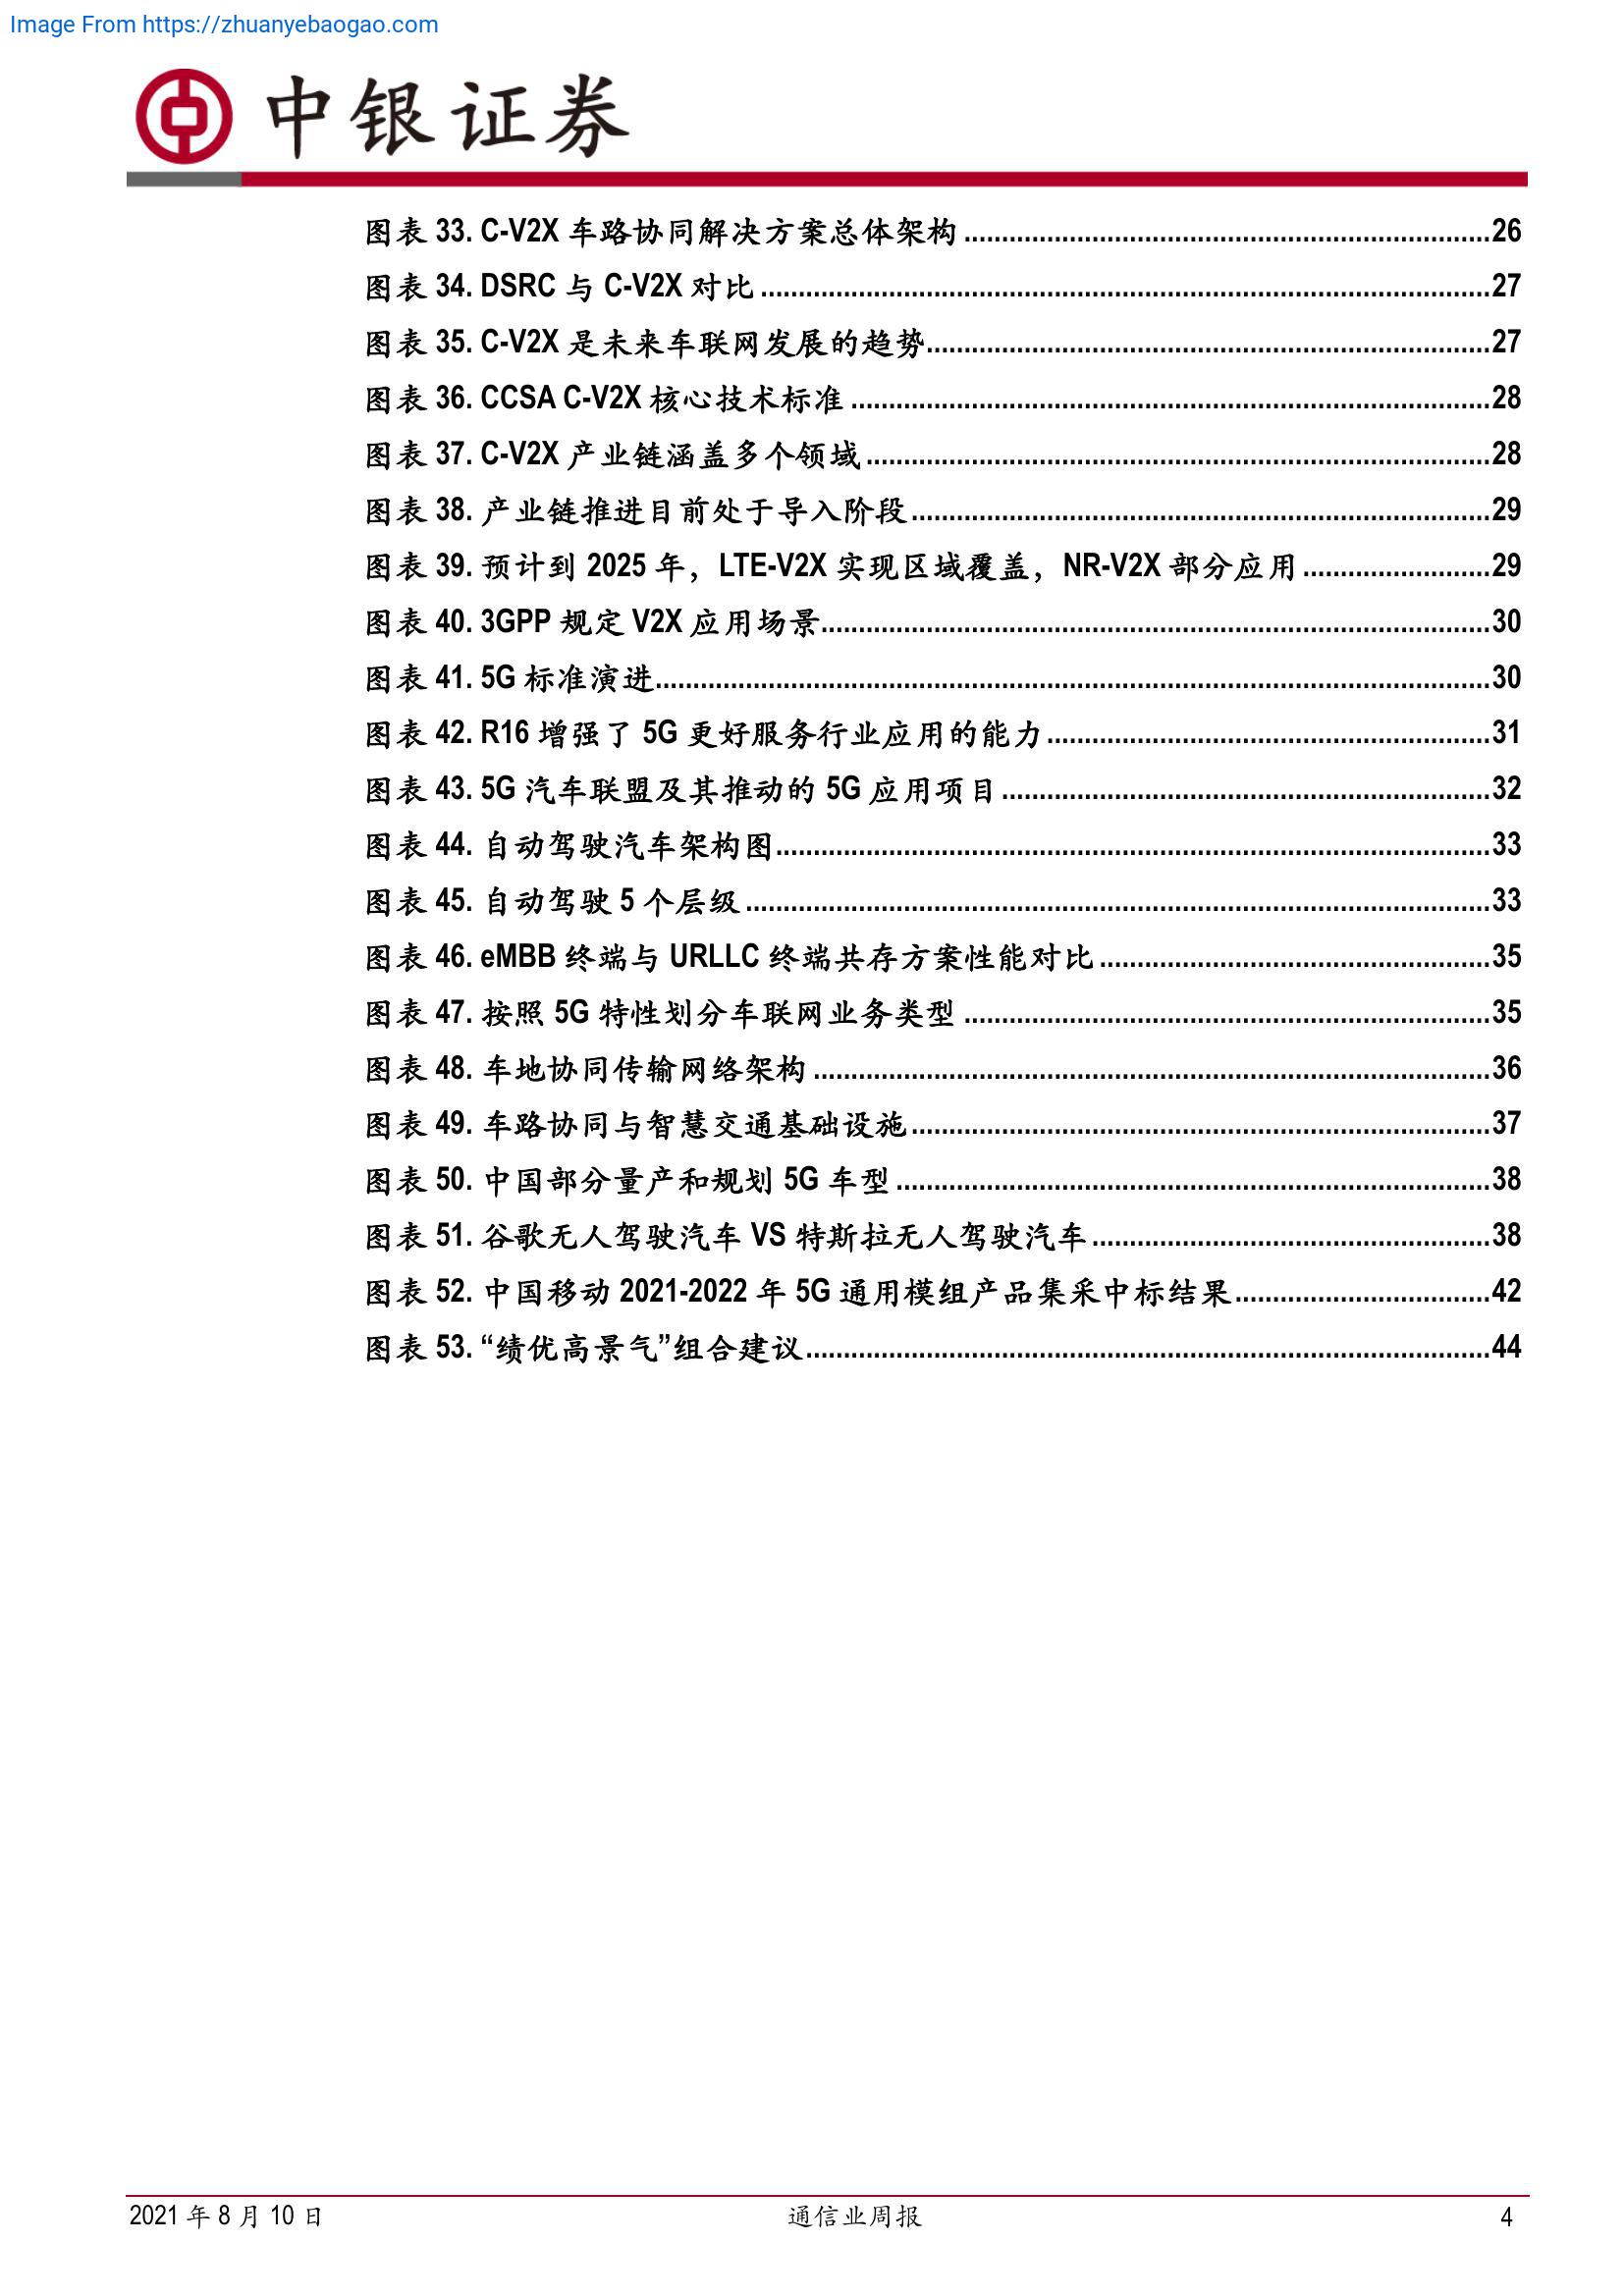 Image From https://zhuanyebaogao.com
中银证券
图表 33. C-V2X 车路协同解决方案总体架构 ........ 26
图表 34. DSRC 与 C-V2X 对比 ........ 27
图表 35. C-V2X 是未来车联网发展的趋势 ........ 27
图表 36. CCSA C-V2X 核心技术标准 ........ 28
图表 37. C-V2X 产业链涵盖多个领域 ........ 28
图表 38. 产业链推进目前处于导入阶段 ........ 29
图表 39. 预计到 2025 年，LTE-V2X 实现区域覆盖，NR-V2X 部分应用 ........ 29
图表 40. 3GPP 规定 V2X 应用场景 ........ 30
图表 41. 5G 标准演进 ........ 30
图表 42. R16 增强了 5G 更好服务行业应用的能力 ........ 31
图表 43. 5G 汽车联盟及其推动的 5G 应用项目 ........ 32
图表 44. 自动驾驶汽车架构图 ........ 33
图表 45. 自动驾驶 5 个层级 ........ 33
图表 46. eMBB 终端与 URLLC 终端共存方案性能对比 ........ 35
图表 47. 按照 5G 特性划分车联网业务类型 ........ 35
图表 48. 车地协同传输网络架构 ........ 36
图表 49. 车路协同与智慧交通基础设施 ........ 37
图表 50. 中国部分量产和规划 5G 车型 ........ 38
图表 51. 谷歌无人驾驶汽车 VS 特斯拉无人驾驶汽车 ........ 38
图表 52. 中国移动 2021-2022 年 5G 通用模组产品集采中标结果 ........ 42
图表 53. “绩优高景气”组合建议 ........ 44
2021 年 8 月 10 日 通信业周报 4